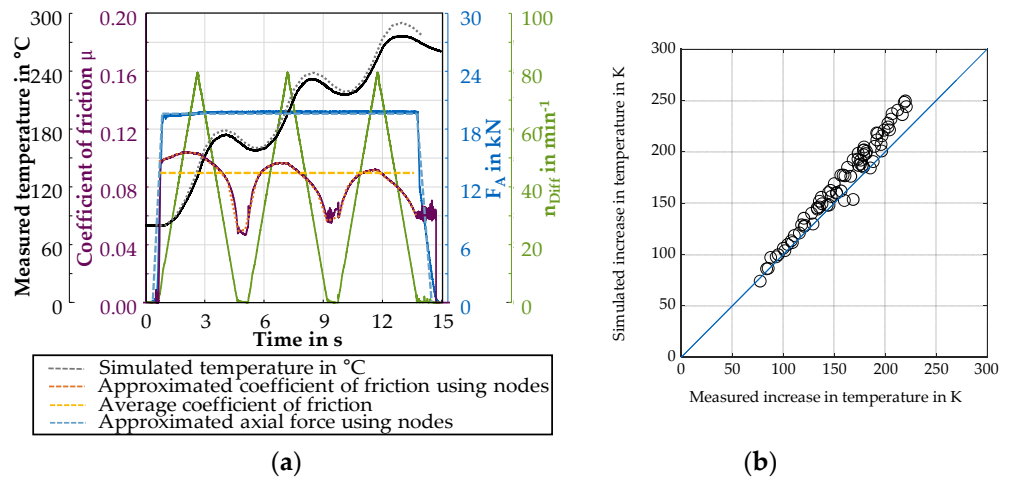 (a)
Measured temperature in °C
300
240
180
120
60
0
Coefficient of friction µ
0.20
0.16
0.12
0.08
0.04
0.00
30
24
18
12
6
0
F_A in kN
100
80
60
40
20
0
n_Diff in min⁻¹
0 3 6 9 12 15
Time in s
Simulated temperature in °C
Approximated coefficient of friction using nodes
Average coefficient of friction
Approximated axial force using nodes
(a)
b)
Simulated increase in temperature in K
300
250
200
150
100
50
0
0 50 100 150 200 250 300
Measured increase in temperature in K
(b)